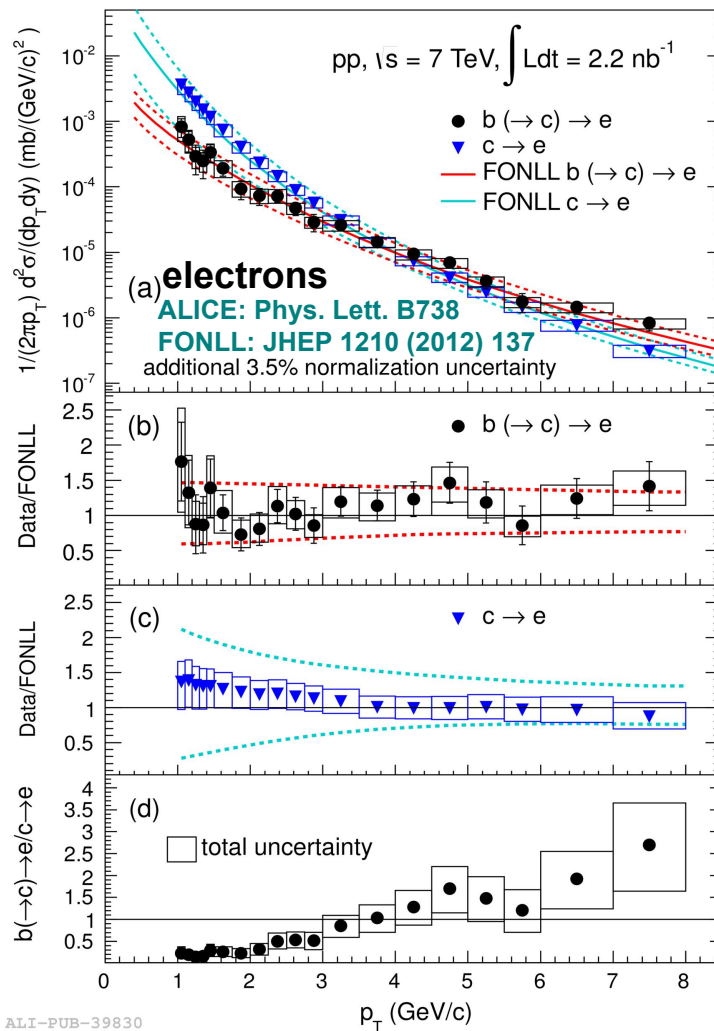 pp, √s = 7 TeV, ∫ Ldt = 2.2 nb⁻¹
b (→ c) → e
c → e
FONLL b (→ c) → e
FONLL c → e
1/(2πp_T) d²σ/(dp_Tdy) (mb/(GeV/c)²)
10⁻²
10⁻³
10⁻⁴
10⁻⁵
10⁻⁶
10⁻⁷
(a)
electrons
ALICE: Phys. Lett. B738
FONLL: JHEP 1210 (2012) 137
additional 3.5% normalization uncertainty
Data/FONLL
2.5
2
1.5
1
0.5
(b)
b (→ c) → e
Data/FONLL
2.5
2
1.5
1
0.5
(c)
c → e
b(→c)→e/c→e
4
3.5
3
2.5
2
1.5
1
0.5
(d)
total uncertainty
0 1 2 3 4 5 6 7 8
p_T (GeV/c)
ALI-PUB-39830